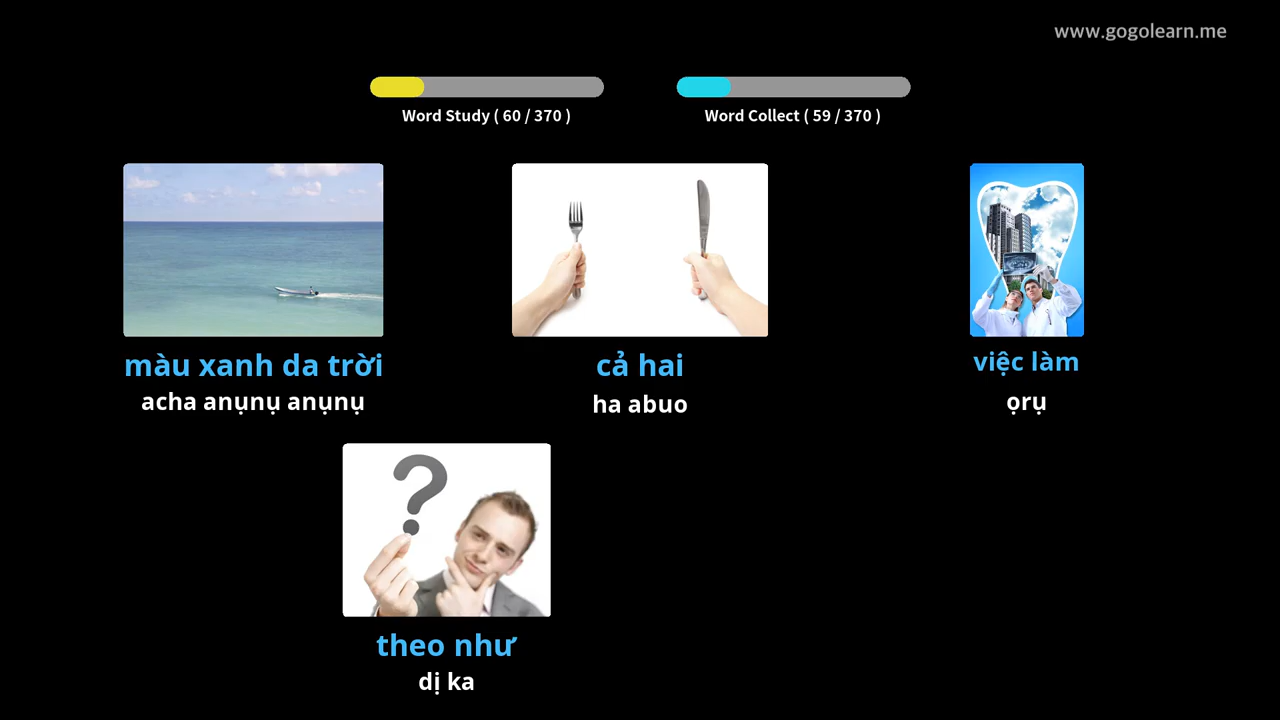 www.gogolearn.me
Word Study ( 60 / 370 )
Word Collect ( 59 / 370 )
màu xanh da trời
acha anụnụ anụnụ
cả hai
ha abuo
việc làm
ọrụ
?
theo như
dị ka